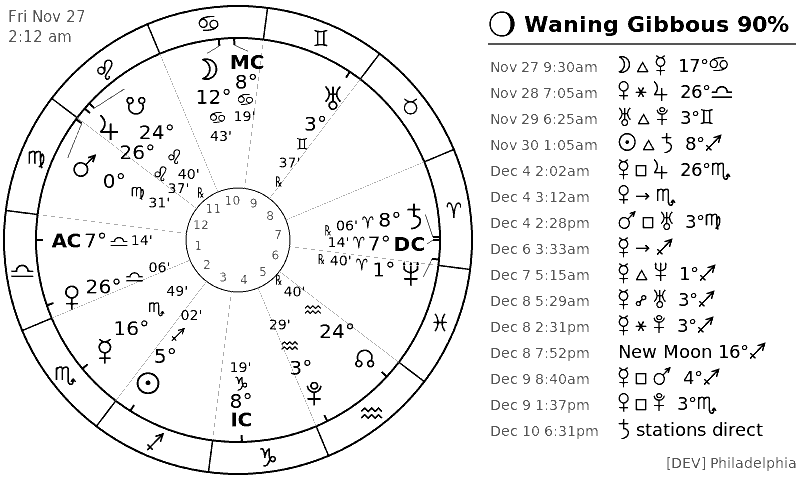 Fri Nov 27
2:12 am
☽ MC
12° ♋ 43'
8° ♋ 19'
♅ 3° ♊ 37' ℞
☋ 24° ♌ 40' ℞
♃ 26° ♌ 37'
♂ 0° ♍ 31'
AC 7° ♎ 14'
♀ 26° ♎ 06'
☿ 16° ♏ 49'
☉ 5° ♐ 02'
19' ♑ 8° IC
29' ♒ 3° ♇
℞ 40' ♒ 24° ☊
℞ 06' ♈ 8° ♄
14' ♈ 7° DC
℞ 40' ♈ 1° ♆
♋
♊
♉
♈
♓
♒
♑
♐
♏
♎
♍
♌
1
2
3
4
5
6
7
8
9
10
11
12
Waning Gibbous 90%
Nov 27 9:30am ☽ △ ☿ 17°♋
Nov 28 7:05am ♀ ⚹ ♃ 26°♎
Nov 29 6:25am ♅ △ ♇ 3°♊
Nov 30 1:05am ☉ △ ♄ 8°♐
Dec 4 2:02am ☿ □ ♃ 26°♏
Dec 4 3:12am ♀ → ♏
Dec 4 2:28pm ♂ □ ♅ 3°♍
Dec 6 3:33am ☿ → ♐
Dec 7 5:15am ☿ △ ♆ 1°♐
Dec 8 5:29am ☿ ☍ ♅ 3°♐
Dec 8 2:31pm ☿ ⚹ ♇ 3°♐
Dec 8 7:52pm New Moon 16°♐
Dec 9 8:40am ☿ □ ♂ 4°♐
Dec 9 1:37pm ♀ □ ♇ 3°♏
Dec 10 6:31pm ♄ stations direct
[DEV] Philadelphia